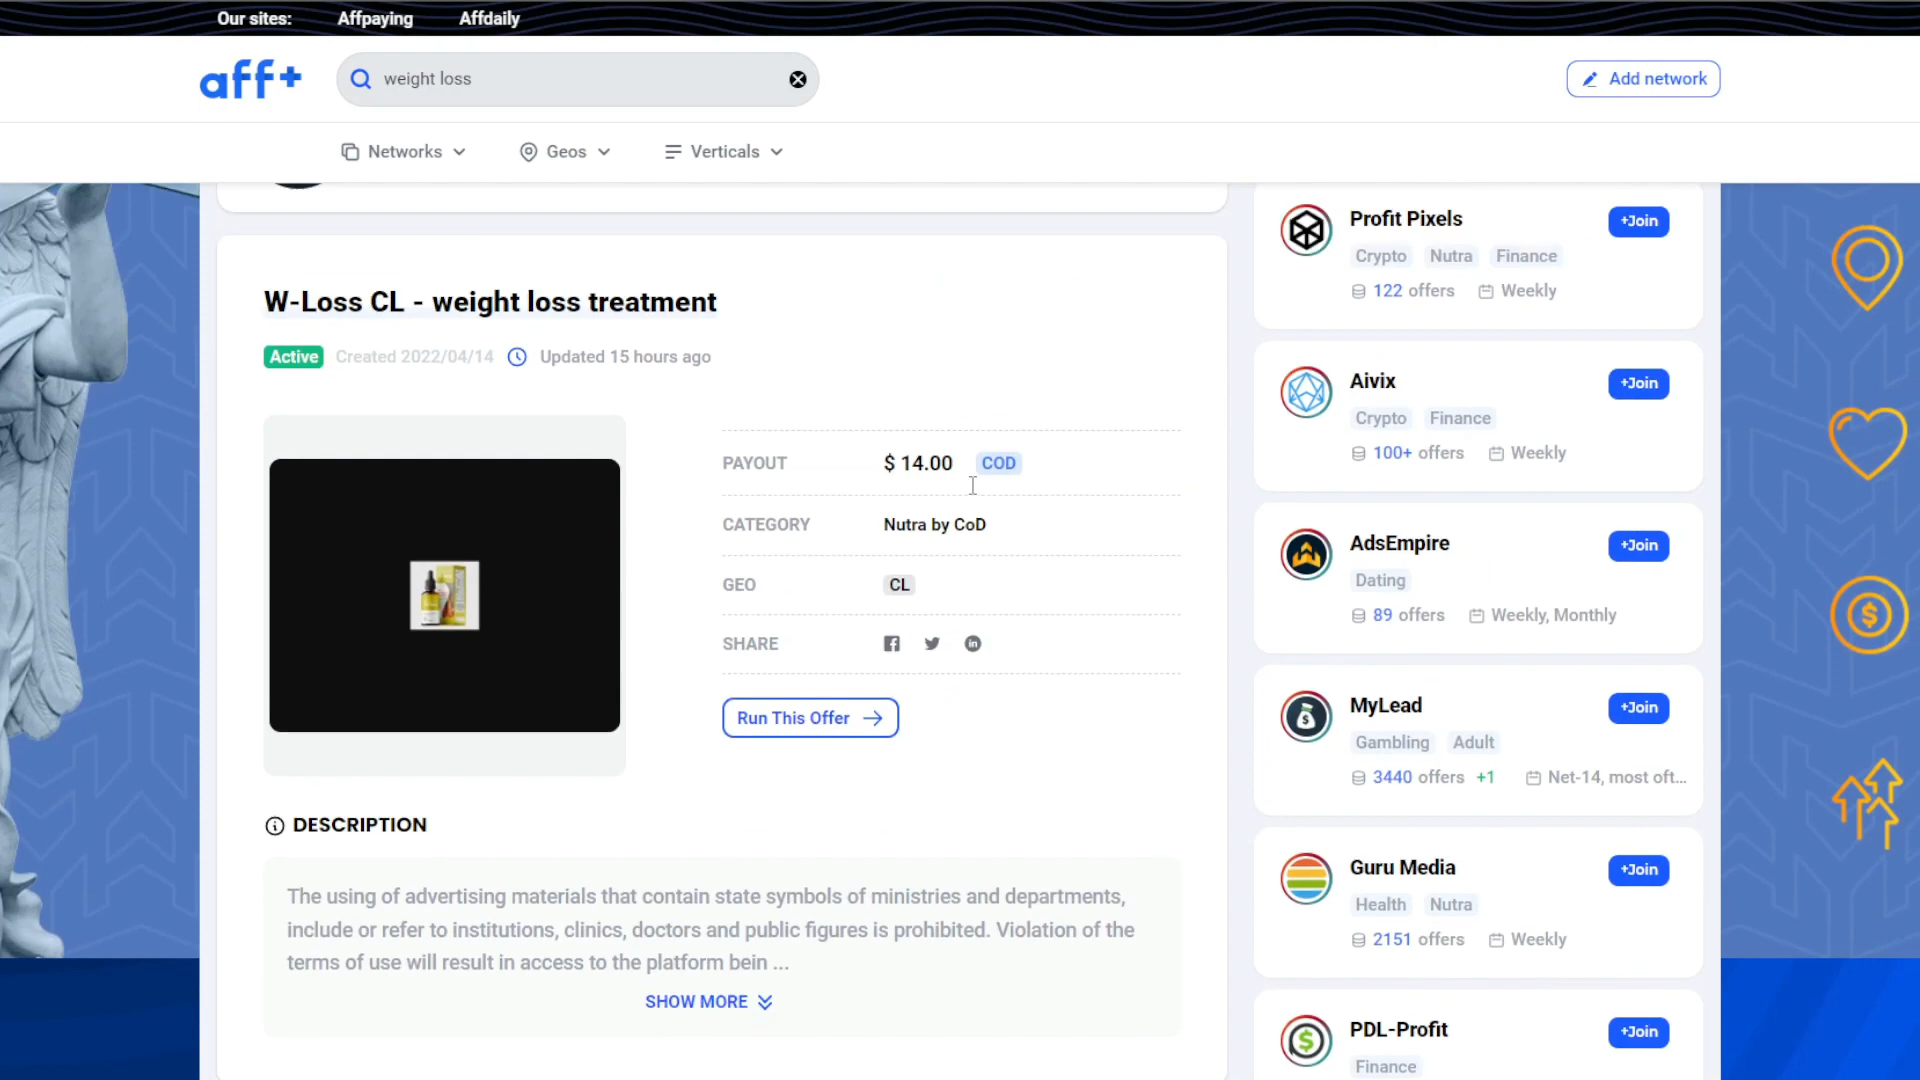 Our sites: Affpaying Affdaily
aff+ weight loss Add network
Networks Geos Verticals
W-Loss CL - weight loss treatment
Active Created 2022/04/14 Updated 15 hours ago
PAYOUT $ 14.00 COD
CATEGORY Nutra by CoD
GEO CL
SHARE
Run This Offer
DESCRIPTION
The using of advertising materials that contain state symbols of ministries and departments,
include or refer to institutions, clinics, doctors and public figures is prohibited. Violation of the
terms of use will result in access to the platform bein ...
SHOW MORE
Profit Pixels +Join
Crypto Nutra Finance
122 offers Weekly
Aivix +Join
Crypto Finance
100+ offers Weekly
AdsEmpire +Join
Dating
89 offers Weekly, Monthly
MyLead +Join
Gambling Adult
3440 offers +1 Net-14, most oft...
Guru Media +Join
Health Nutra
2151 offers Weekly
PDL-Profit +Join
Finance